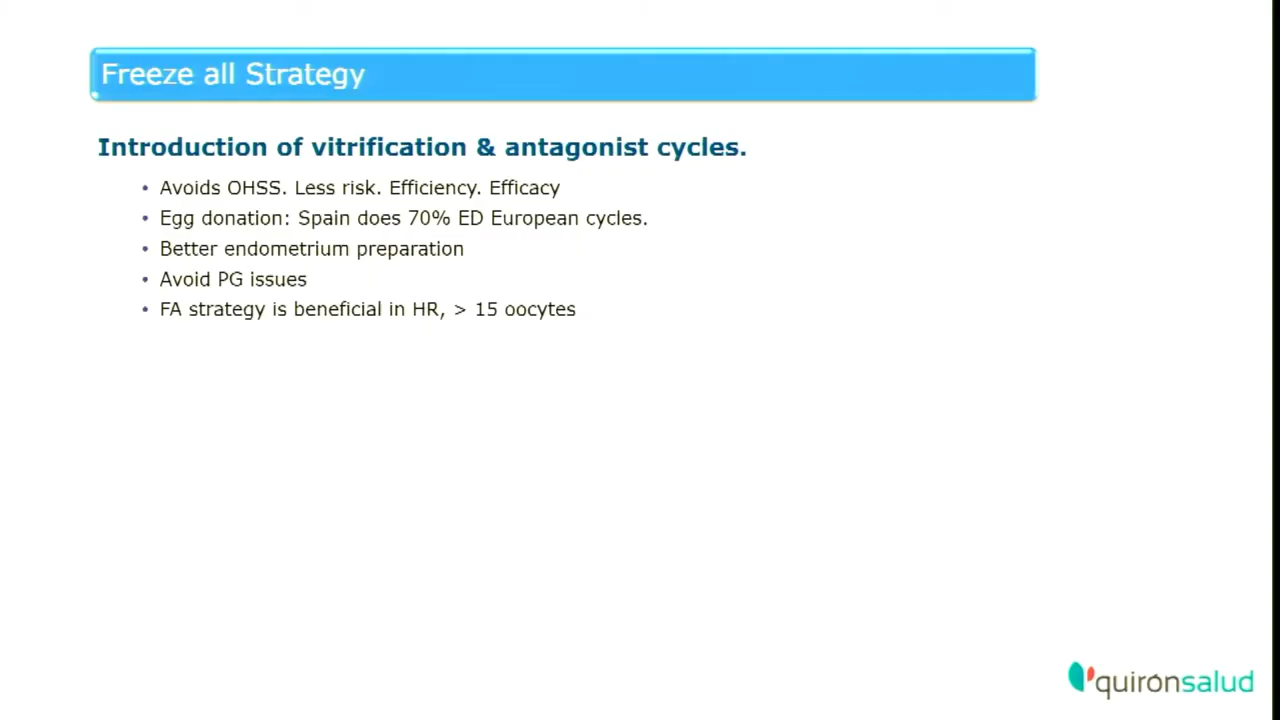 Freeze all Strategy
Introduction of vitrification & antagonist cycles.
• Avoids OHSS. Less risk. Efficiency. Efficacy
• Egg donation: Spain does 70% ED European cycles.
• Better endometrium preparation
• Avoid PG issues
• FA strategy is beneficial in HR, > 15 oocytes
quirónsalud